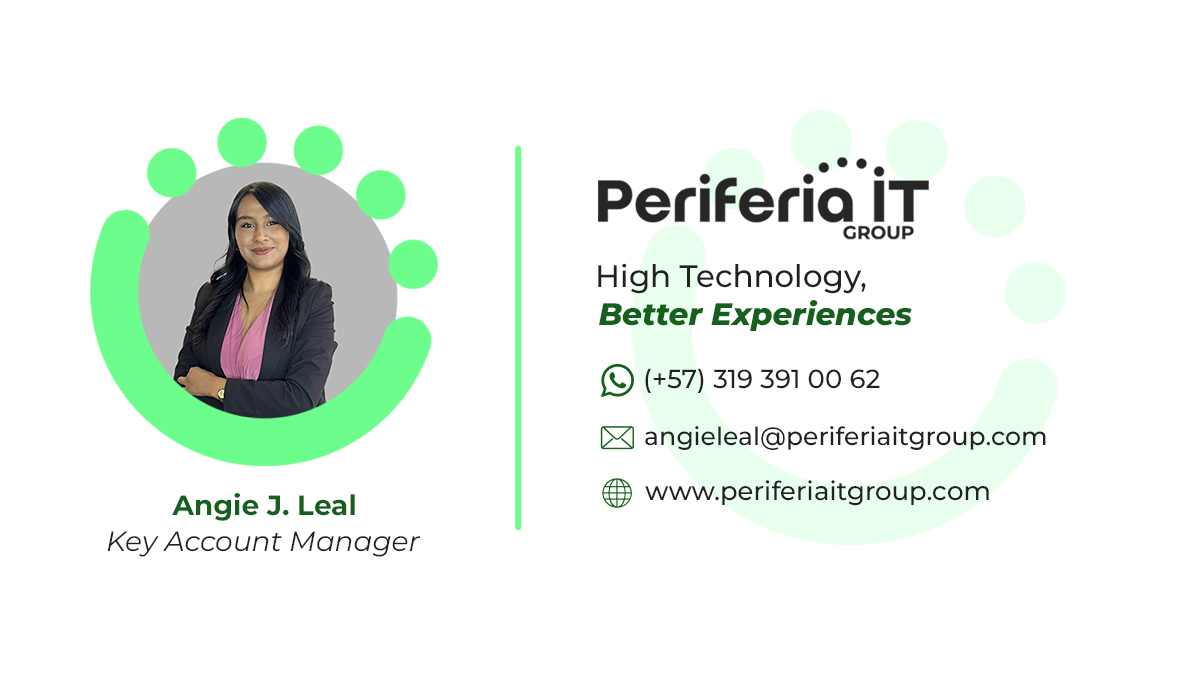 Angie J. Leal
Key Account Manager
Periferia IT
GROUP
High Technology,
Better Experiences
(+57) 319 391 00 62
angieleal@periferiaitgroup.com
www.periferiaitgroup.com